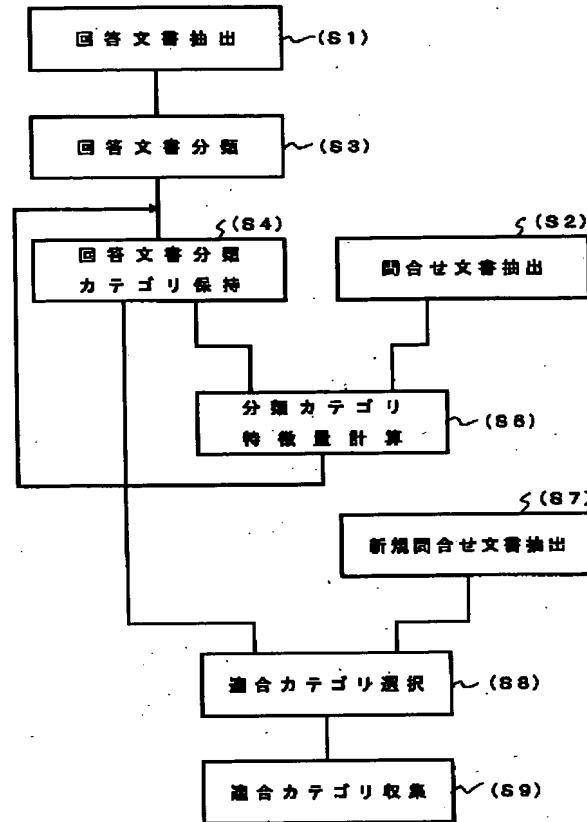 回答文書抽出 (S1)
回答文書分類 (S3)
(S4) (S2)
回答文書分類
カテゴリ保持
問合せ文書抽出
分類カテゴリ
特徴量計算
(S6)
(S7)
新規問合せ文書抽出
適合カテゴリ選択 (S8)
適合カテゴリ収集 (S9)